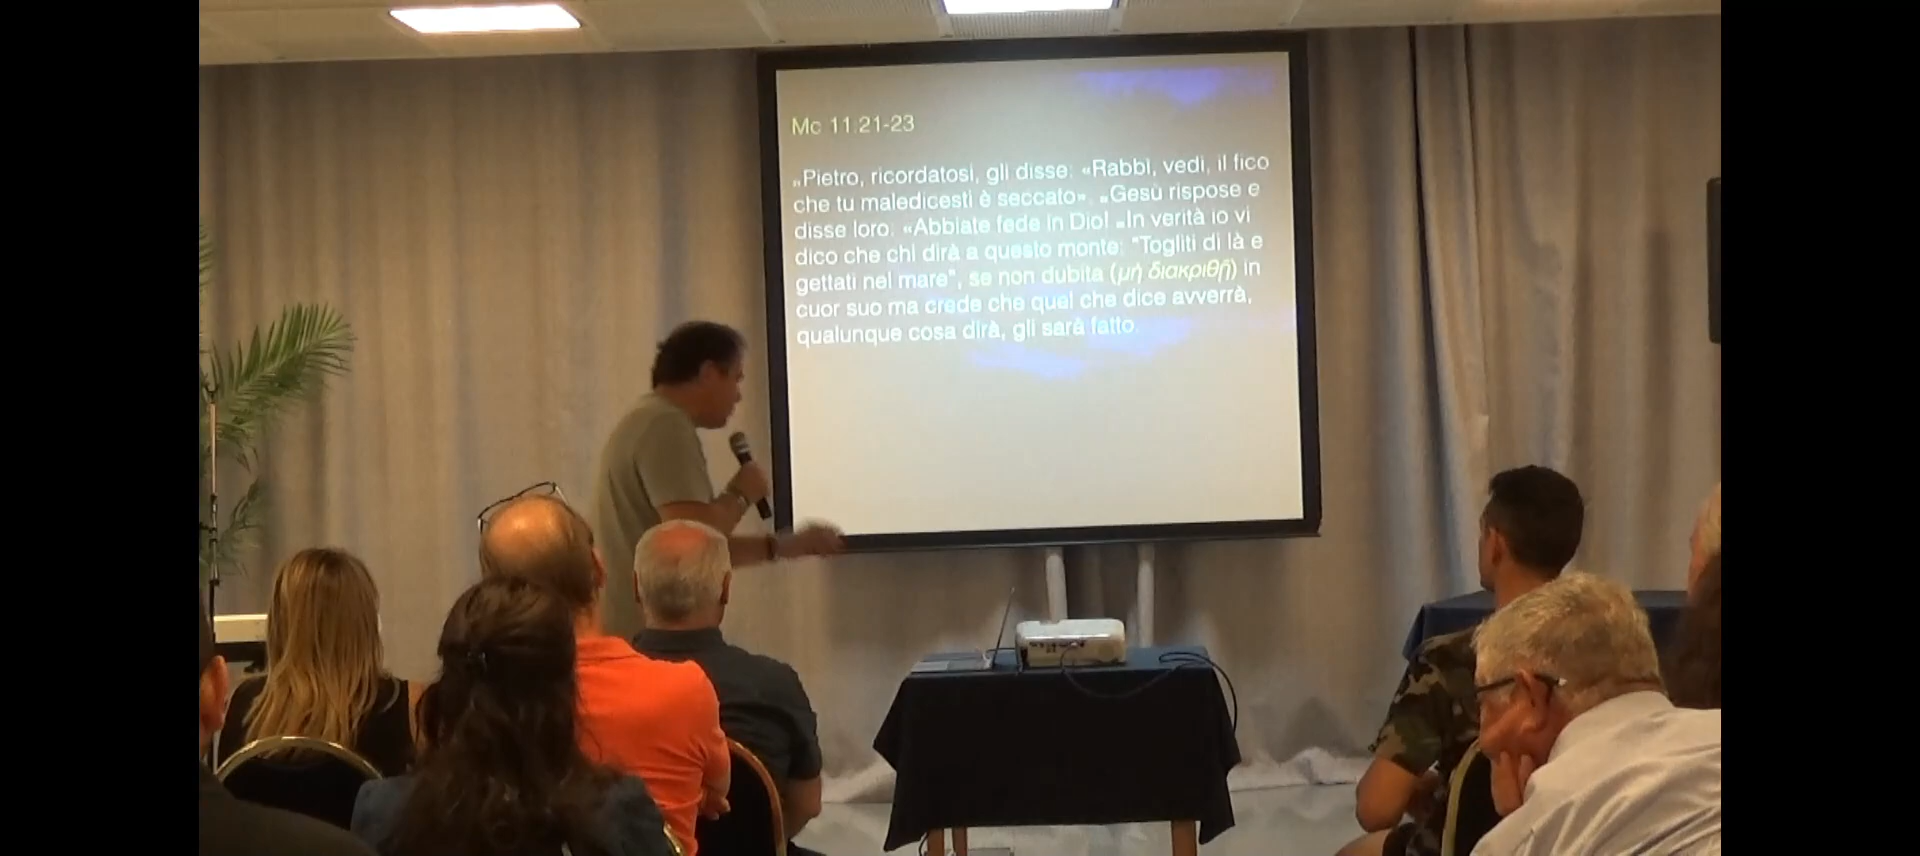 Mc 11:21-23
„Pietro, ricordatosi, gli disse: «Rabbì, vedi, il fico
che tu maledicesti è seccato». „Gesù rispose e
disse loro: «Abbiate fede in Dio! „In verità io vi
dico che chi dirà a questo monte: "Togliti di là e
gettati nel mare", se non dubita (μὴ διακριθῇ) in
cuor suo ma crede che quel che dice avverrà,
qualunque cosa dirà, gli sarà fatto.